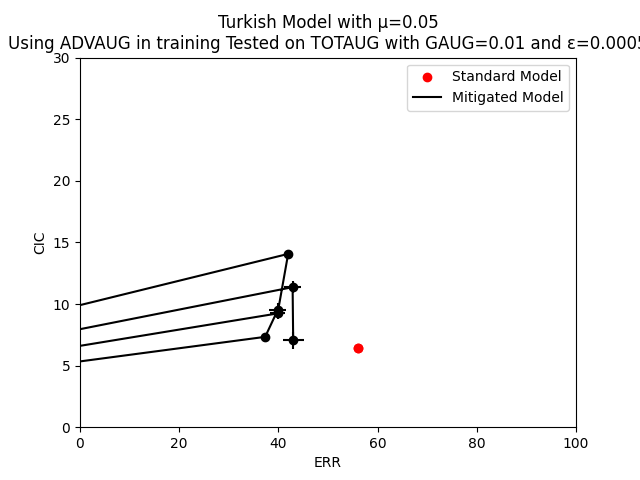 Turkish Model with μ=0.05
Using ADVAUG in training Tested on TOTAUG with GAUG=0.01 and ε=0.0005
Standard Model
Mitigated Model
30
25
20
15
10
5
0
CIC
0 20 40 60 80 100
ERR